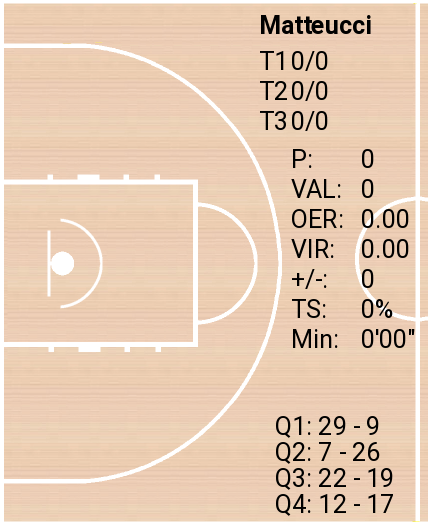 Matteucci
T1 0/0
T2 0/0
T3 0/0
P: 0
VAL: 0
OER: 0.00
VIR: 0.00
+/-: 0
TS: 0%
Min: 0'00"
Q1: 29 - 9
Q2: 7 - 26
Q3: 22 - 19
Q4: 12 - 17